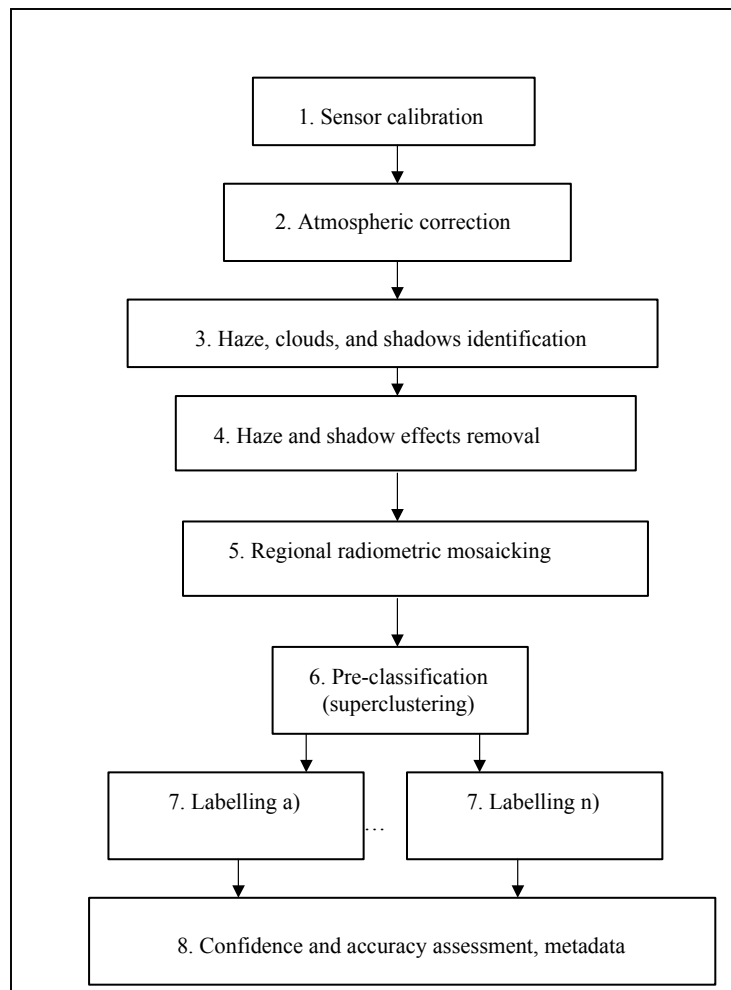 1. Sensor calibration
2. Atmospheric correction
3. Haze, clouds, and shadows identification
4. Haze and shadow effects removal
5. Regional radiometric mosaicking
6. Pre-classification
(superclustering)
7. Labelling a)
…
7. Labelling n)
8. Confidence and accuracy assessment, metadata